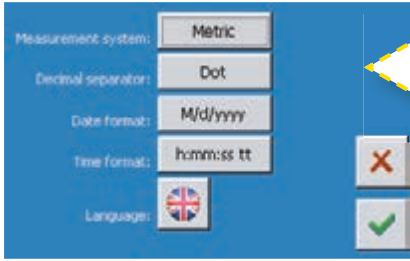 Measurement system: Metric
Decimal separator: Dot
Date format: M/d/yyyy
Time format: h:mm:ss tt
Language: